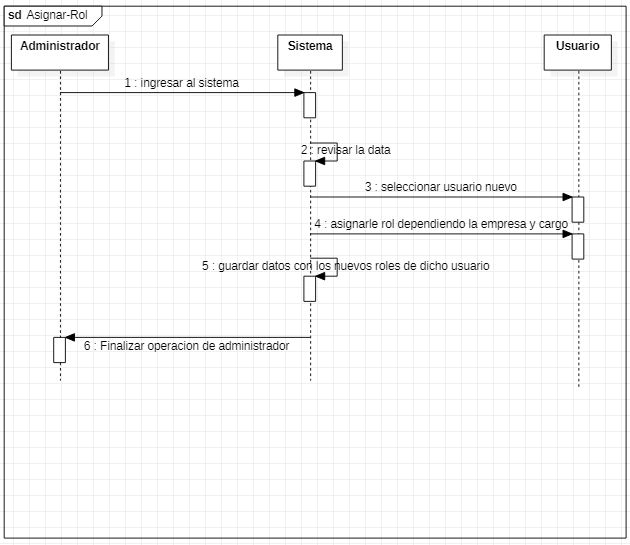 sd Asignar-Rol
Administrador
Sistema
Usuario
1 : ingresar al sistema
2 : revisar la data
3 : seleccionar usuario nuevo
4 : asignarle rol dependiendo la empresa y cargo
5 : guardar datos con los nuevos roles de dicho usuario
6 : Finalizar operacion de administrador